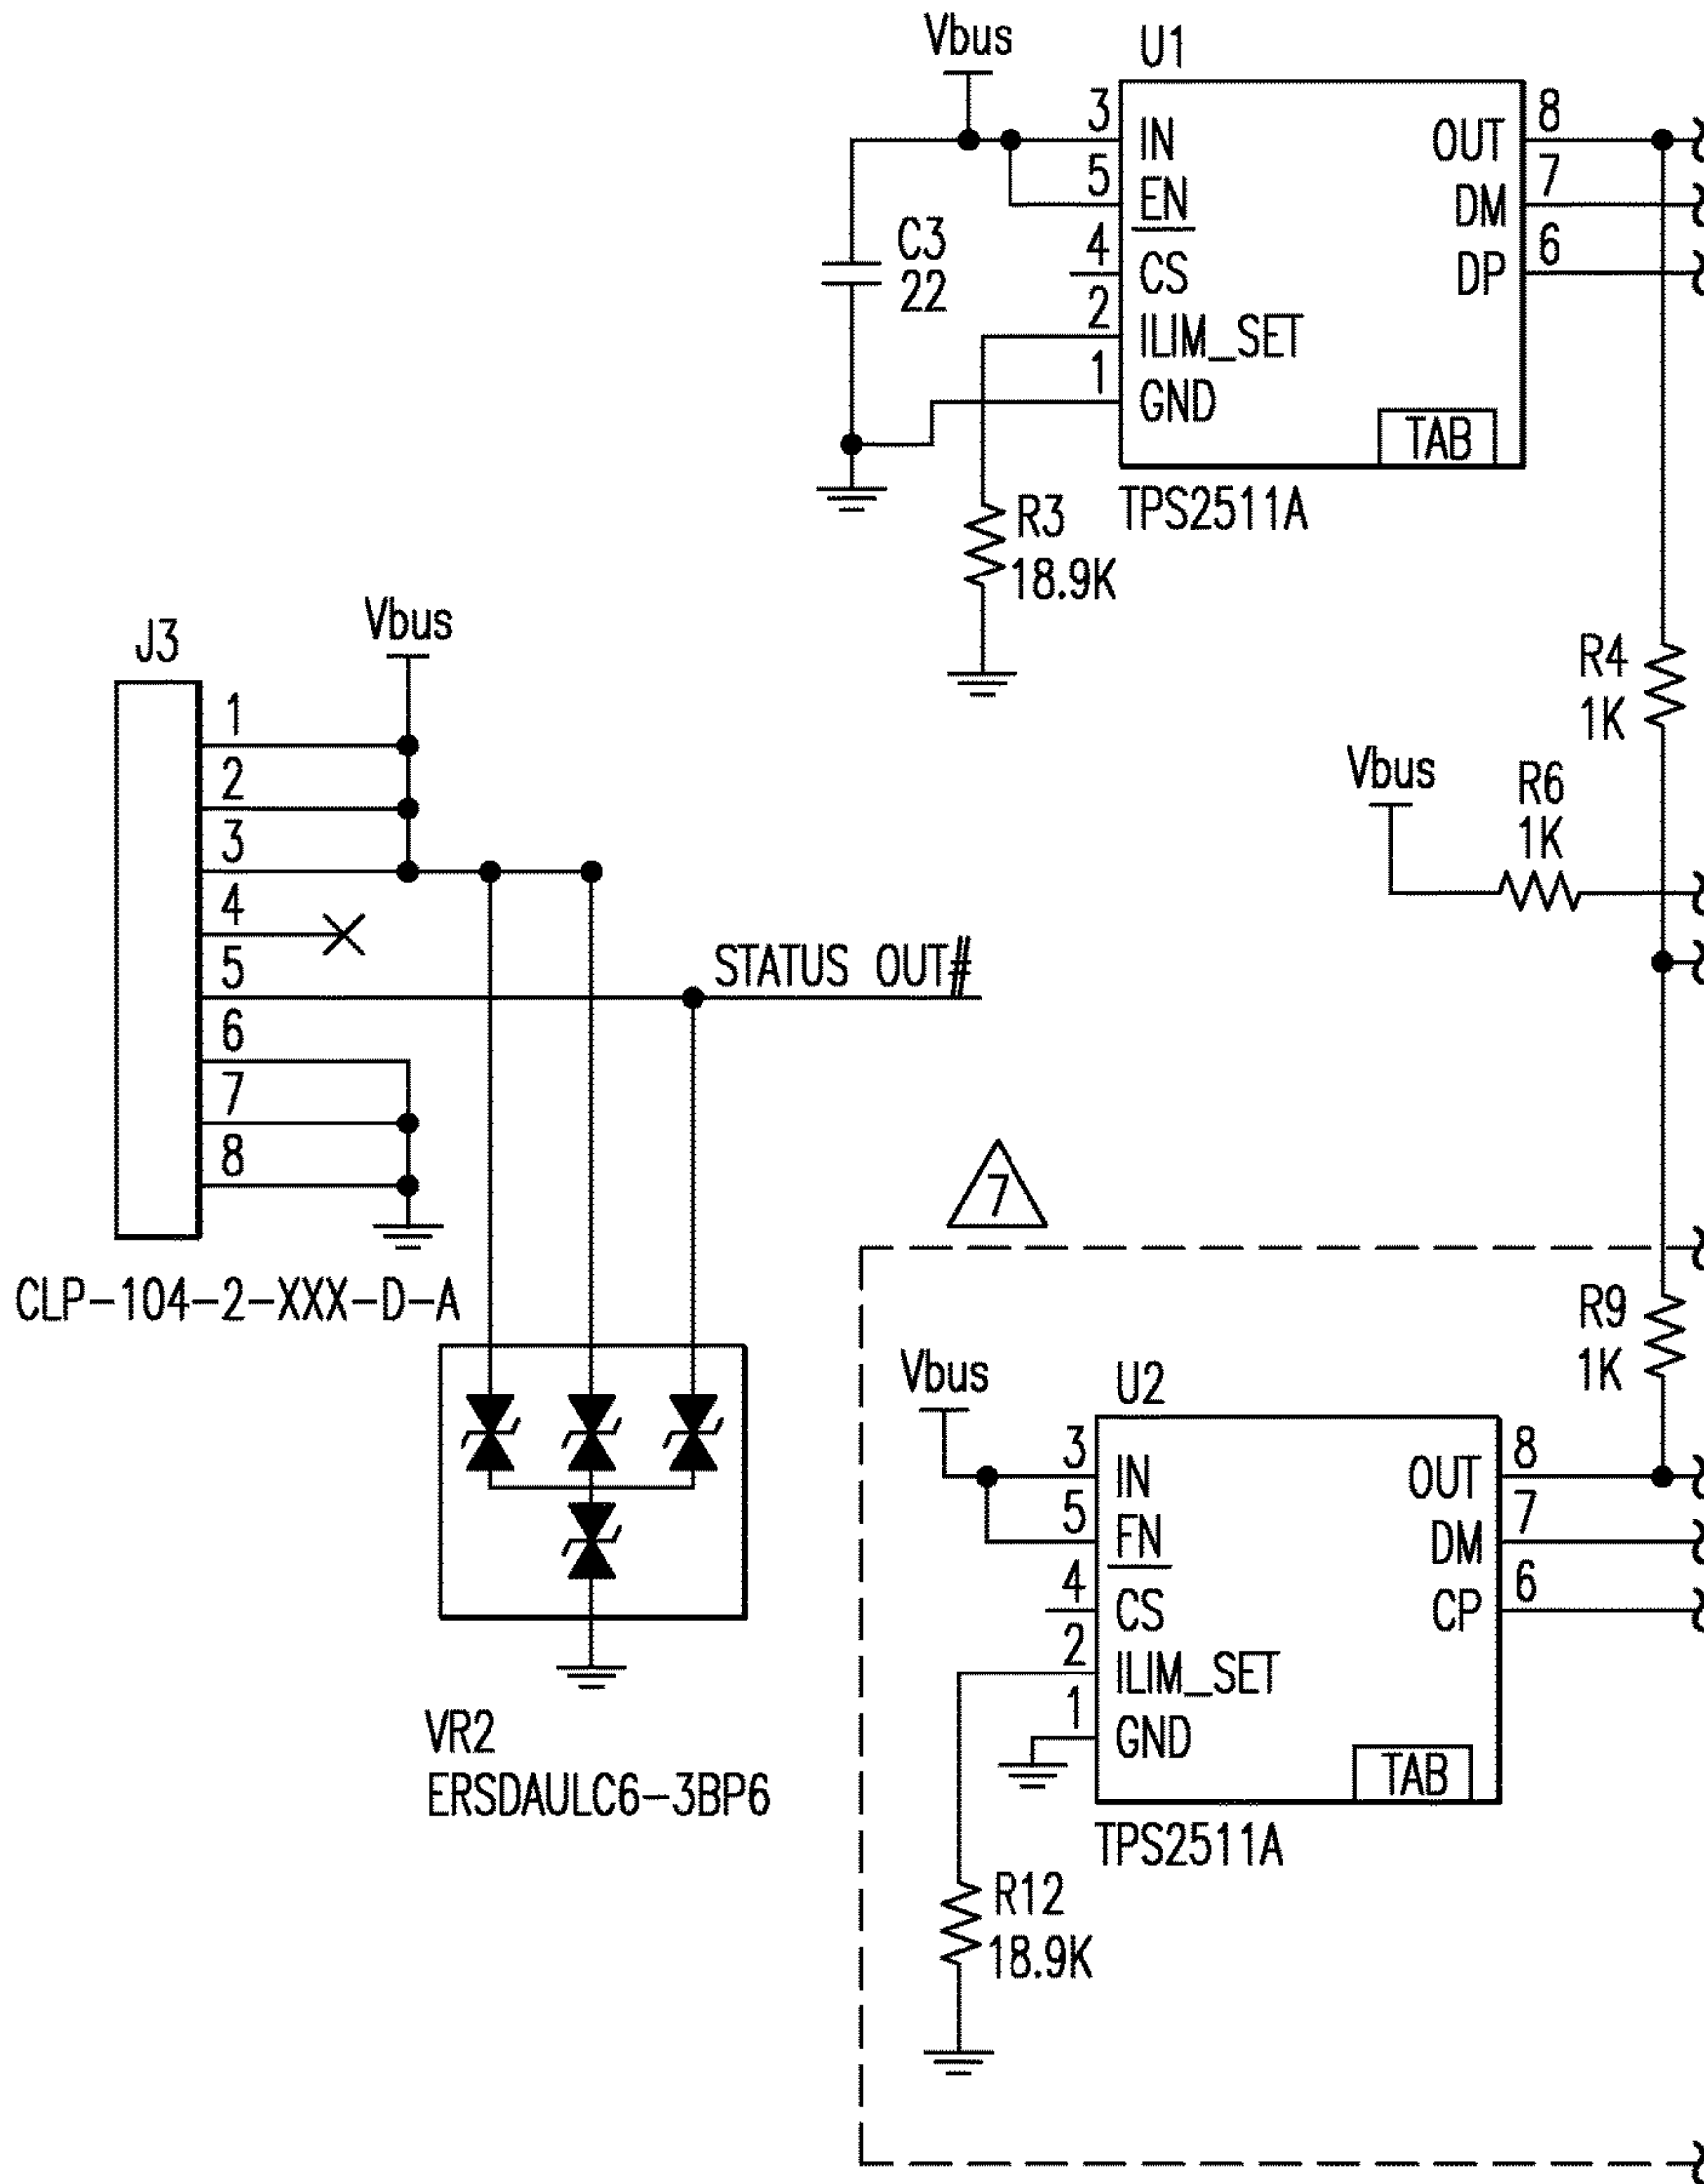 Vbus
U1
3 IN OUT 8
5 EN DM 7
4 CS DP 6
2 ILIM_SET
1 GND
TAB
TPS2511A
C3
22
R3
18.9K
J3
Vbus
1
2
3
4
5
6
7
8
STATUS OUT#
CLP-104-2-XXX-D-A
R4
1K
Vbus
R6
1K
7
R9
1K
VR2
ERSDAULC6-3BP6
Vbus
U2
3 IN OUT 8
5 FN DM 7
4 CS CP 6
2 ILIM_SET
1 GND
TAB
TPS2511A
R12
18.9K